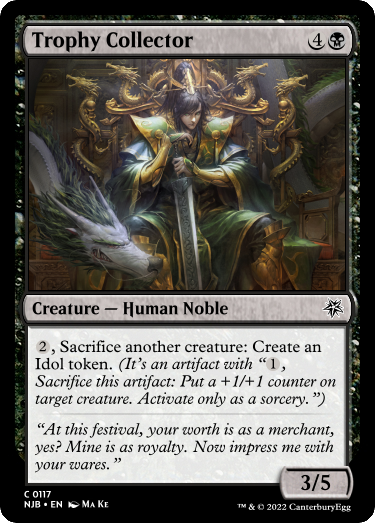 Trophy Collector 4
Creature — Human Noble
2, Sacrifice another creature: Create an
Idol token. (It's an artifact with "1,
Sacrifice this artifact: Put a +1/+1 counter on
target creature. Activate only as a sorcery.")
"At this festival, your worth is as a merchant,
yes? Mine is as royalty. Now impress me with
your wares."
3/5
C 0117
NJB • EN Ma Ke
™ & © 2022 CanterburyEgg